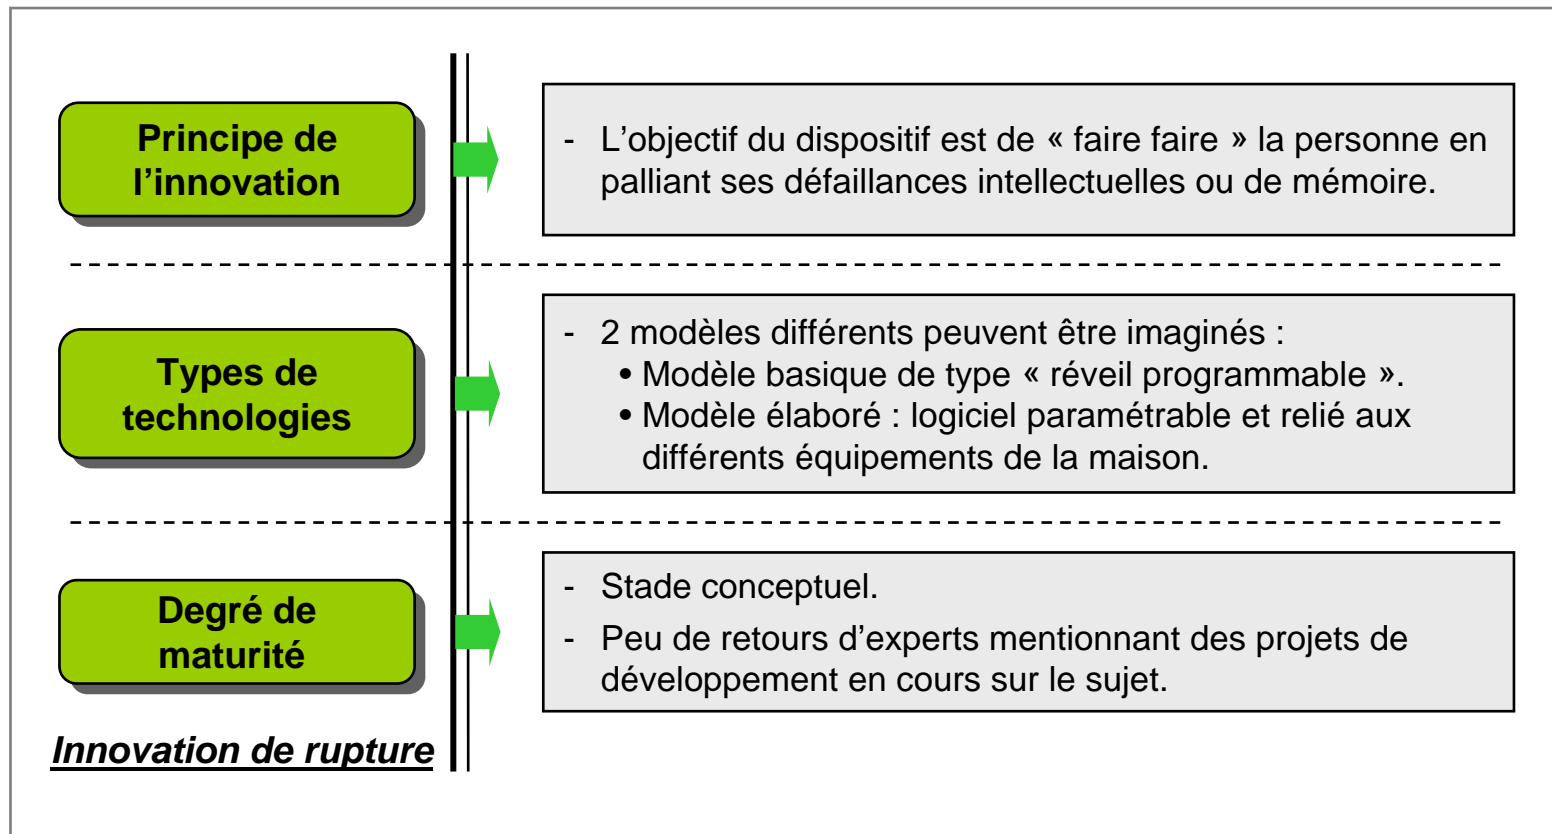 Principe de
l’innovation
- L’objectif du dispositif est de « faire faire » la personne en
palliant ses défaillances intellectuelles ou de mémoire.
Types de
technologies
- 2 modèles différents peuvent être imaginés :
• Modèle basique de type « réveil programmable ».
• Modèle élaboré : logiciel paramétrable et relié aux
différents équipements de la maison.
Degré de
maturité
- Stade conceptuel.
- Peu de retours d’experts mentionnant des projets de
développement en cours sur le sujet.
Innovation de rupture